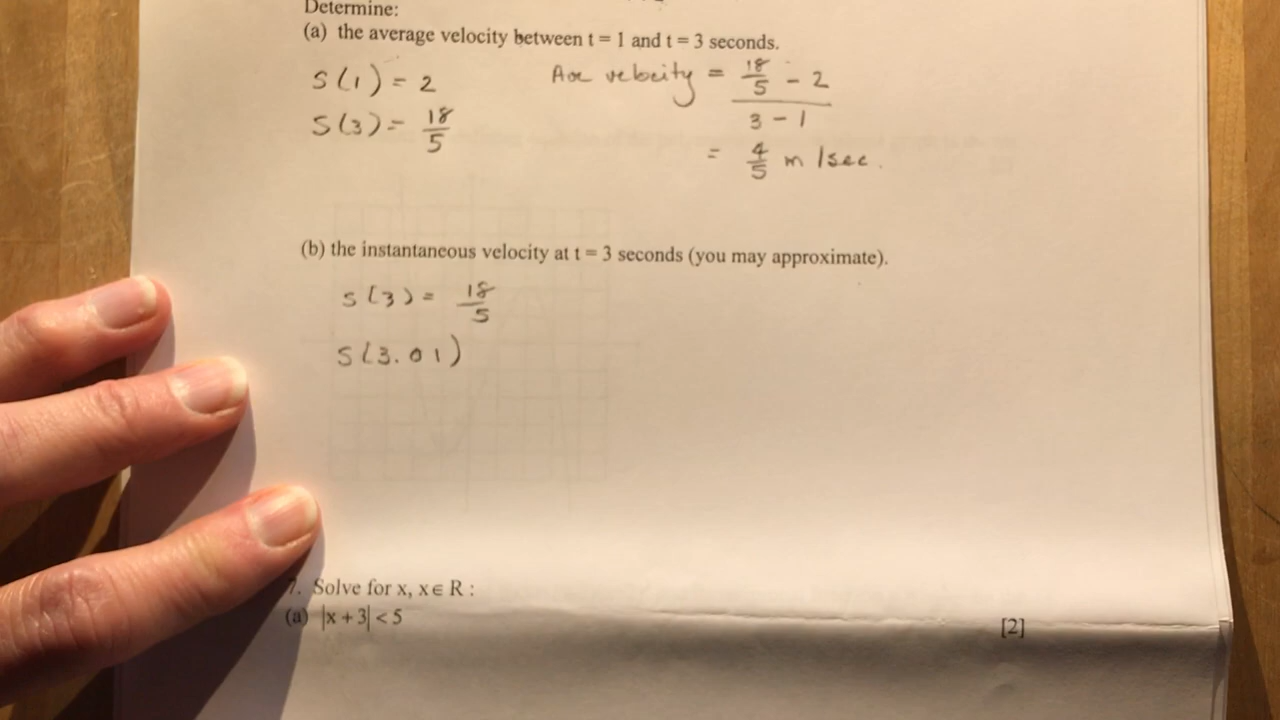 Determine:
(a) the average velocity between t = 1 and t = 3 seconds.
S(1) = 2
S(3) = 18/5
Ave velocity = (18/5 - 2)/(3 - 1)
= 4/5 m/sec.
(b) the instantaneous velocity at t = 3 seconds (you may approximate).
S(3) = 18/5
S(3.01)
7. Solve for x, x ∈ R :
(a) |x + 3| < 5
[2]